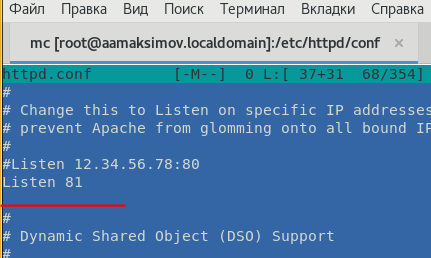 Файл Правка Вид Поиск Терминал Вкладки Справка
mc [root@aamaksimov.localdomain]:/etc/httpd/conf ×
httpd.conf [-M--] 0 L:[ 37+31 68/354]
#
# Change this to Listen on specific IP addresses
# prevent Apache from glomming onto all bound IP
#
#Listen 12.34.56.78:80
Listen 81
#
# Dynamic Shared Object (DSO) Support
#